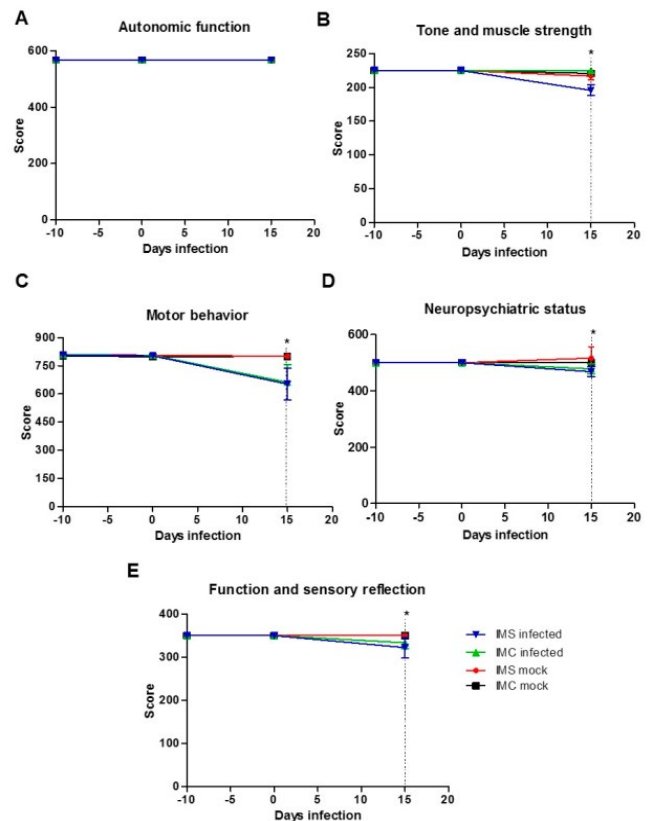 A
Autonomic function
600
400
200
0
Score
-10 -5 0 5 10 15 20
Days infection
B
Tone and muscle strength
*
250
200
150
100
50
0
Score
-10 -5 0 5 10 15 20
Days infection
C
Motor behavior
*
900
750
600
450
300
150
0
Score
-10 0 5 10 15 20
Days infection
D
Neuropsychiatric status
*
600
400
200
0
Score
-10 -5 0 5 10 15 20
Days infection
E
Function and sensory reflection
*
400
300
200
100
0
Score
-10 -5 0 5 10 15 20
Days infection
IMS infected
IMC infected
IMS mock
IMC mock